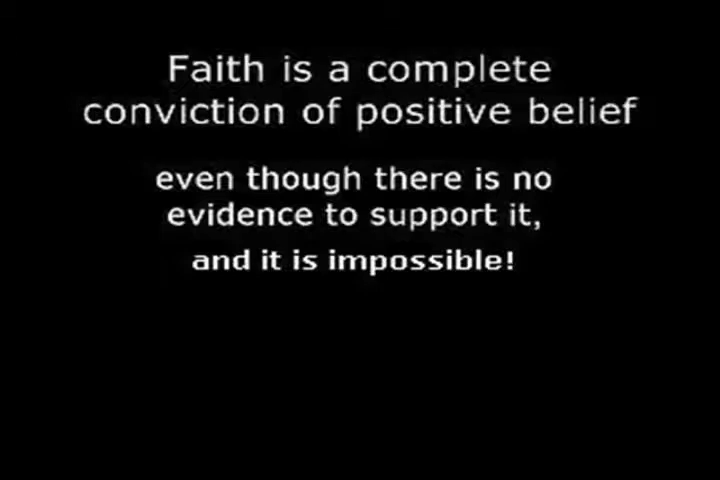 Faith is a complete
conviction of positive belief
even though there is no
evidence to support it,
and it is impossible!